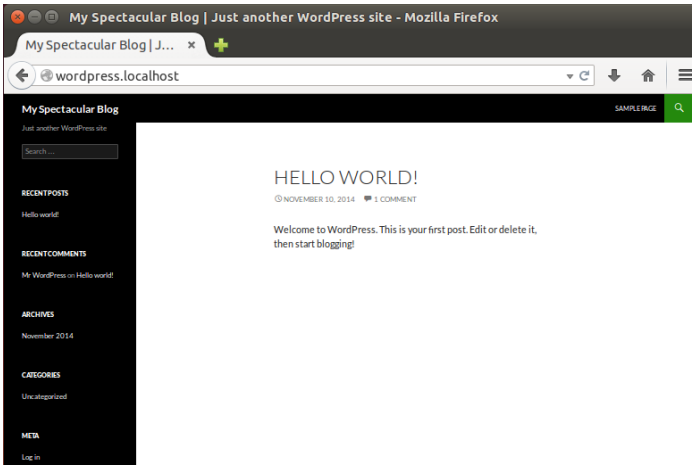 My Spectacular Blog | Just another WordPress site - Mozilla Firefox
My Spectacular Blog | J...
wordpress.localhost
My Spectacular Blog
SAMPLE PAGE
Just another WordPress site
Search ...
HELLO WORLD!
NOVEMBER 10, 2014 1 COMMENT
Welcome to WordPress. This is your first post. Edit or delete it,
then start blogging!
RECENT POSTS
Hello world!
RECENT COMMENTS
Mr WordPress on Hello world!
ARCHIVES
November 2014
CATEGORIES
Uncategorized
META
Log in